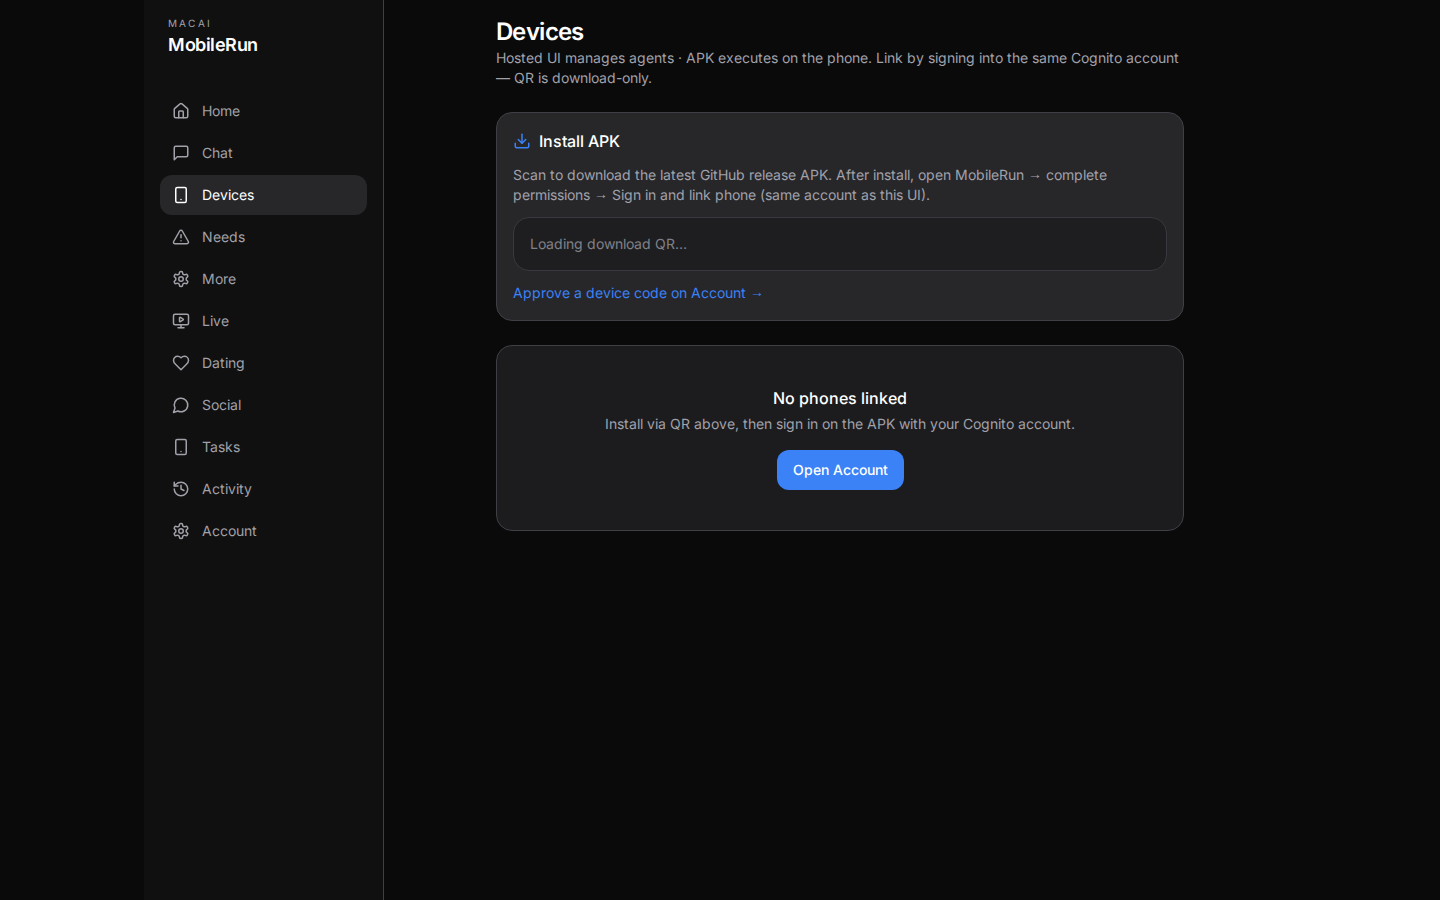 MACAI
MobileRun
Home
Chat
Devices
Needs
More
Live
Dating
Social
Tasks
Activity
Account
Devices
Hosted UI manages agents · APK executes on the phone. Link by signing into the same Cognito account
— QR is download-only.
Install APK
Scan to download the latest GitHub release APK. After install, open MobileRun → complete
permissions → Sign in and link phone (same account as this UI).
Loading download QR...
Approve a device code on Account →
No phones linked
Install via QR above, then sign in on the APK with your Cognito account.
Open Account